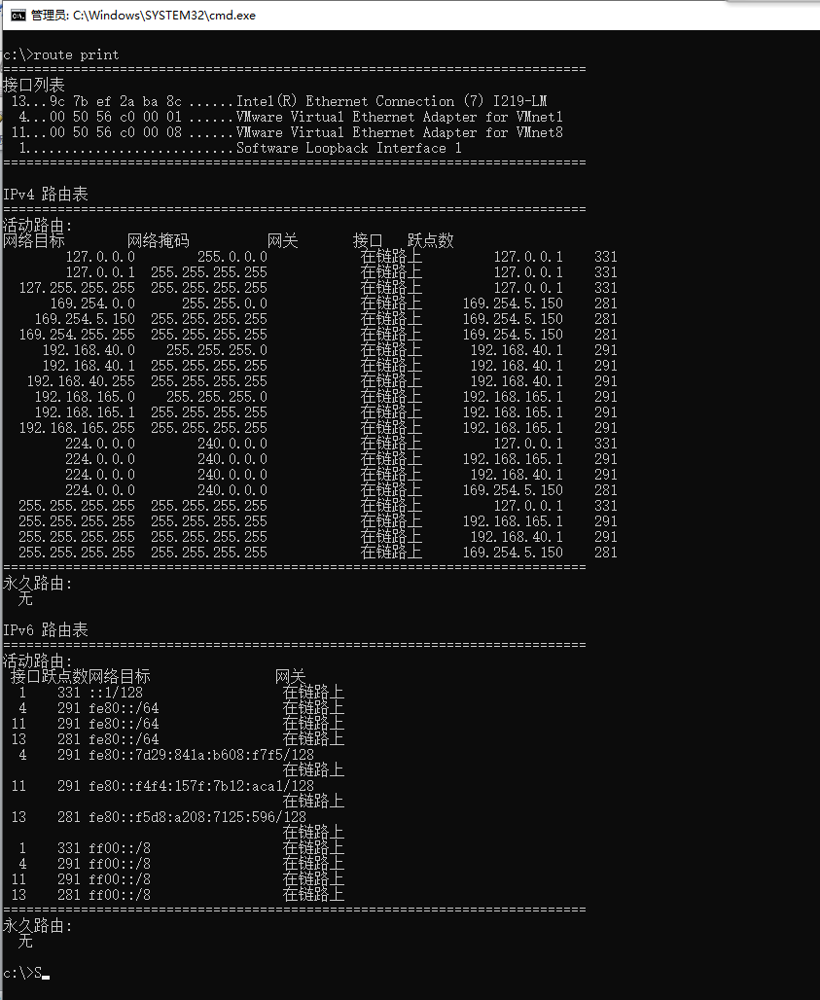 管理员: C:\Windows\SYSTEM32\cmd.exe
c:\>route print
===========================================================================
接口列表
 13...9c 7b ef 2a ba 8c ......Intel(R) Ethernet Connection (7) I219-LM
  4...00 50 56 c0 00 01 ......VMware Virtual Ethernet Adapter for VMnet1
 11...00 50 56 c0 00 08 ......VMware Virtual Ethernet Adapter for VMnet8
  1...........................Software Loopback Interface 1
===========================================================================
IPv4 路由表
===========================================================================
活动路由:
网络目标        网络掩码          网关       接口   跃点数
        127.0.0.0        255.0.0.0            在链路上         127.0.0.1    331
        127.0.0.1  255.255.255.255            在链路上         127.0.0.1    331
  127.255.255.255  255.255.255.255            在链路上         127.0.0.1    331
      169.254.0.0      255.255.0.0            在链路上     169.254.5.150    281
    169.254.5.150  255.255.255.255            在链路上     169.254.5.150    281
  169.254.255.255  255.255.255.255            在链路上     169.254.5.150    281
     192.168.40.0    255.255.255.0            在链路上      192.168.40.1    291
     192.168.40.1  255.255.255.255            在链路上      192.168.40.1    291
   192.168.40.255  255.255.255.255            在链路上      192.168.40.1    291
    192.168.165.0    255.255.255.0            在链路上     192.168.165.1    291
    192.168.165.1  255.255.255.255            在链路上     192.168.165.1    291
  192.168.165.255  255.255.255.255            在链路上     192.168.165.1    291
        224.0.0.0        240.0.0.0            在链路上         127.0.0.1    331
        224.0.0.0        240.0.0.0            在链路上     192.168.165.1    291
        224.0.0.0        240.0.0.0            在链路上      192.168.40.1    291
        224.0.0.0        240.0.0.0            在链路上     169.254.5.150    281
  255.255.255.255  255.255.255.255            在链路上         127.0.0.1    331
  255.255.255.255  255.255.255.255            在链路上     192.168.165.1    291
  255.255.255.255  255.255.255.255            在链路上      192.168.40.1    291
  255.255.255.255  255.255.255.255            在链路上     169.254.5.150    281
===========================================================================
永久路由:
  无
IPv6 路由表
===========================================================================
活动路由:
 接口跃点数网络目标                网关
  1    331 ::1/128                  在链路上
  4    291 fe80::/64                在链路上
 11    291 fe80::/64                在链路上
 13    281 fe80::/64                在链路上
  4    291 fe80::7d29:841a:b608:f7f5/128
                                    在链路上
 11    291 fe80::f4f4:157f:7b12:aca1/128
                                    在链路上
 13    281 fe80::f5d8:a208:7125:596/128
                                    在链路上
  1    331 ff00::/8                 在链路上
  4    291 ff00::/8                 在链路上
 11    291 ff00::/8                 在链路上
 13    281 ff00::/8                 在链路上
===========================================================================
永久路由:
  无
c:\>S